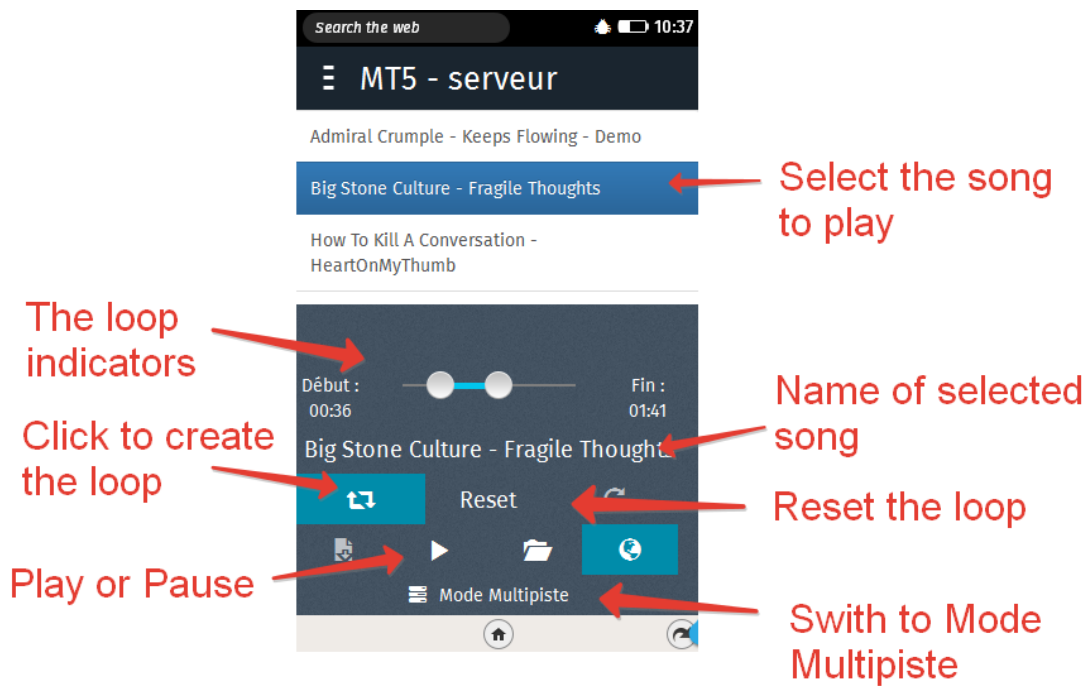 Search the web
10:37
MT5 - serveur
Admiral Crumple - Keeps Flowing - Demo
Big Stone Culture - Fragile Thoughts
Select the song
to play
How To Kill A Conversation -
HeartOnMyThumb
The loop
indicators
Début :
00:36
Fin :
01:41
Name of selected
song
Click to create
the loop
Big Stone Culture - Fragile Thought
Reset
Reset the loop
Play or Pause
Mode Multipiste
Swith to Mode
Multipiste